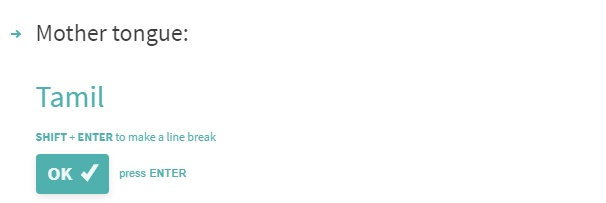 Mother tongue:
Tamil
SHIFT + ENTER to make a line break
OK press ENTER